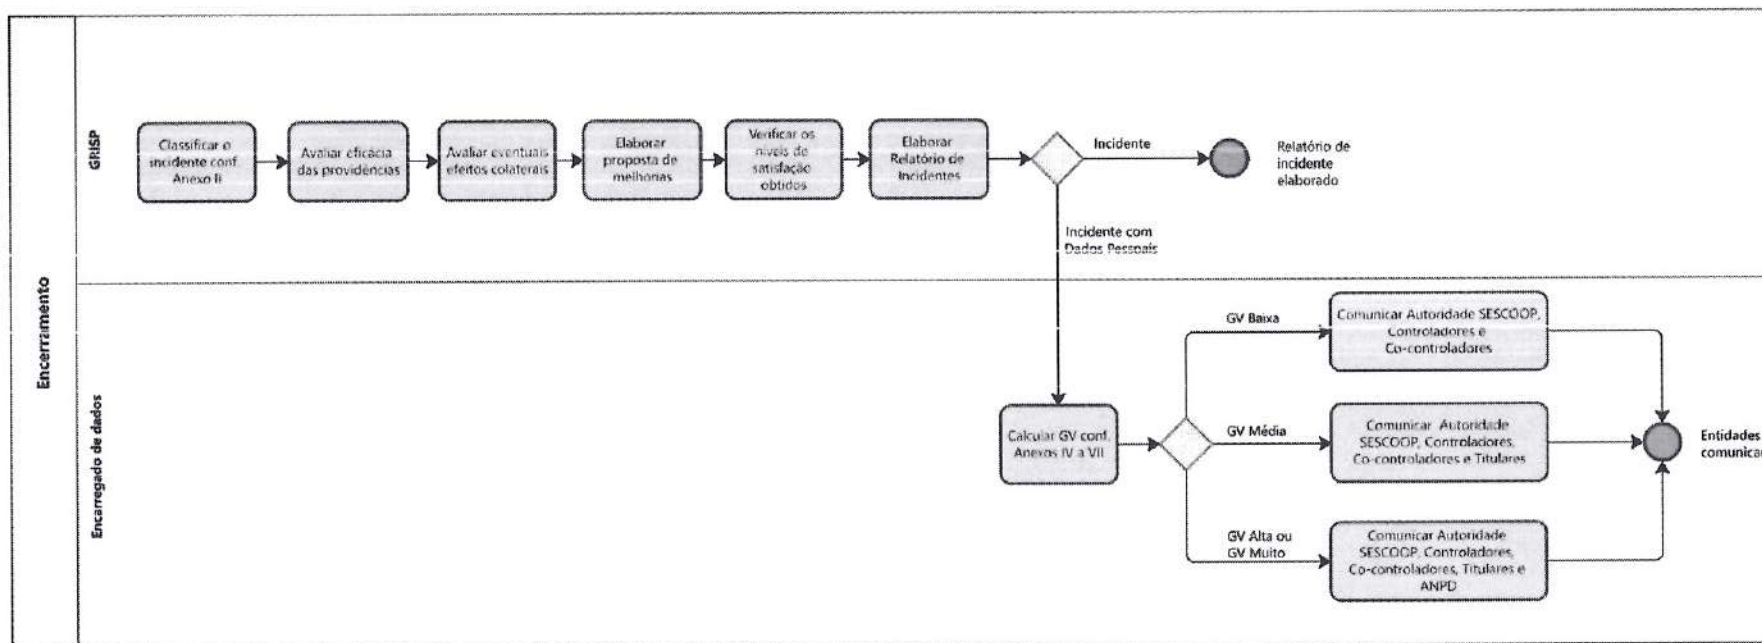 Encerramento
GRISP
Classificar o
incidente conf.
Anexo II
Avaliar eficácia
das providências
Avaliar eventuais
efeitos colaterais
Elaborar
proposta de
melhorias
Verificar os
níveis de
satisfação
obtidos
Elaborar
Relatório de
Incidentes
Incidente
Relatório de
incidente
elaborado
Incidente com
Dados Pessoais
Encarregado de dados
Calcular GV conf.
Anexos IV a VII
GV Baixa
Comunicar Autoridade SESCOOP,
Controladores e
Co-controladores
GV Média
Comunicar Autoridade
SESCOOP, Controladores,
Co-controladores e Titulares
GV Alta ou
GV Muito
Comunicar Autoridade
SESCOOP, Controladores,
Co-controladores, Titulares e
ANPD
Entidades
comunica